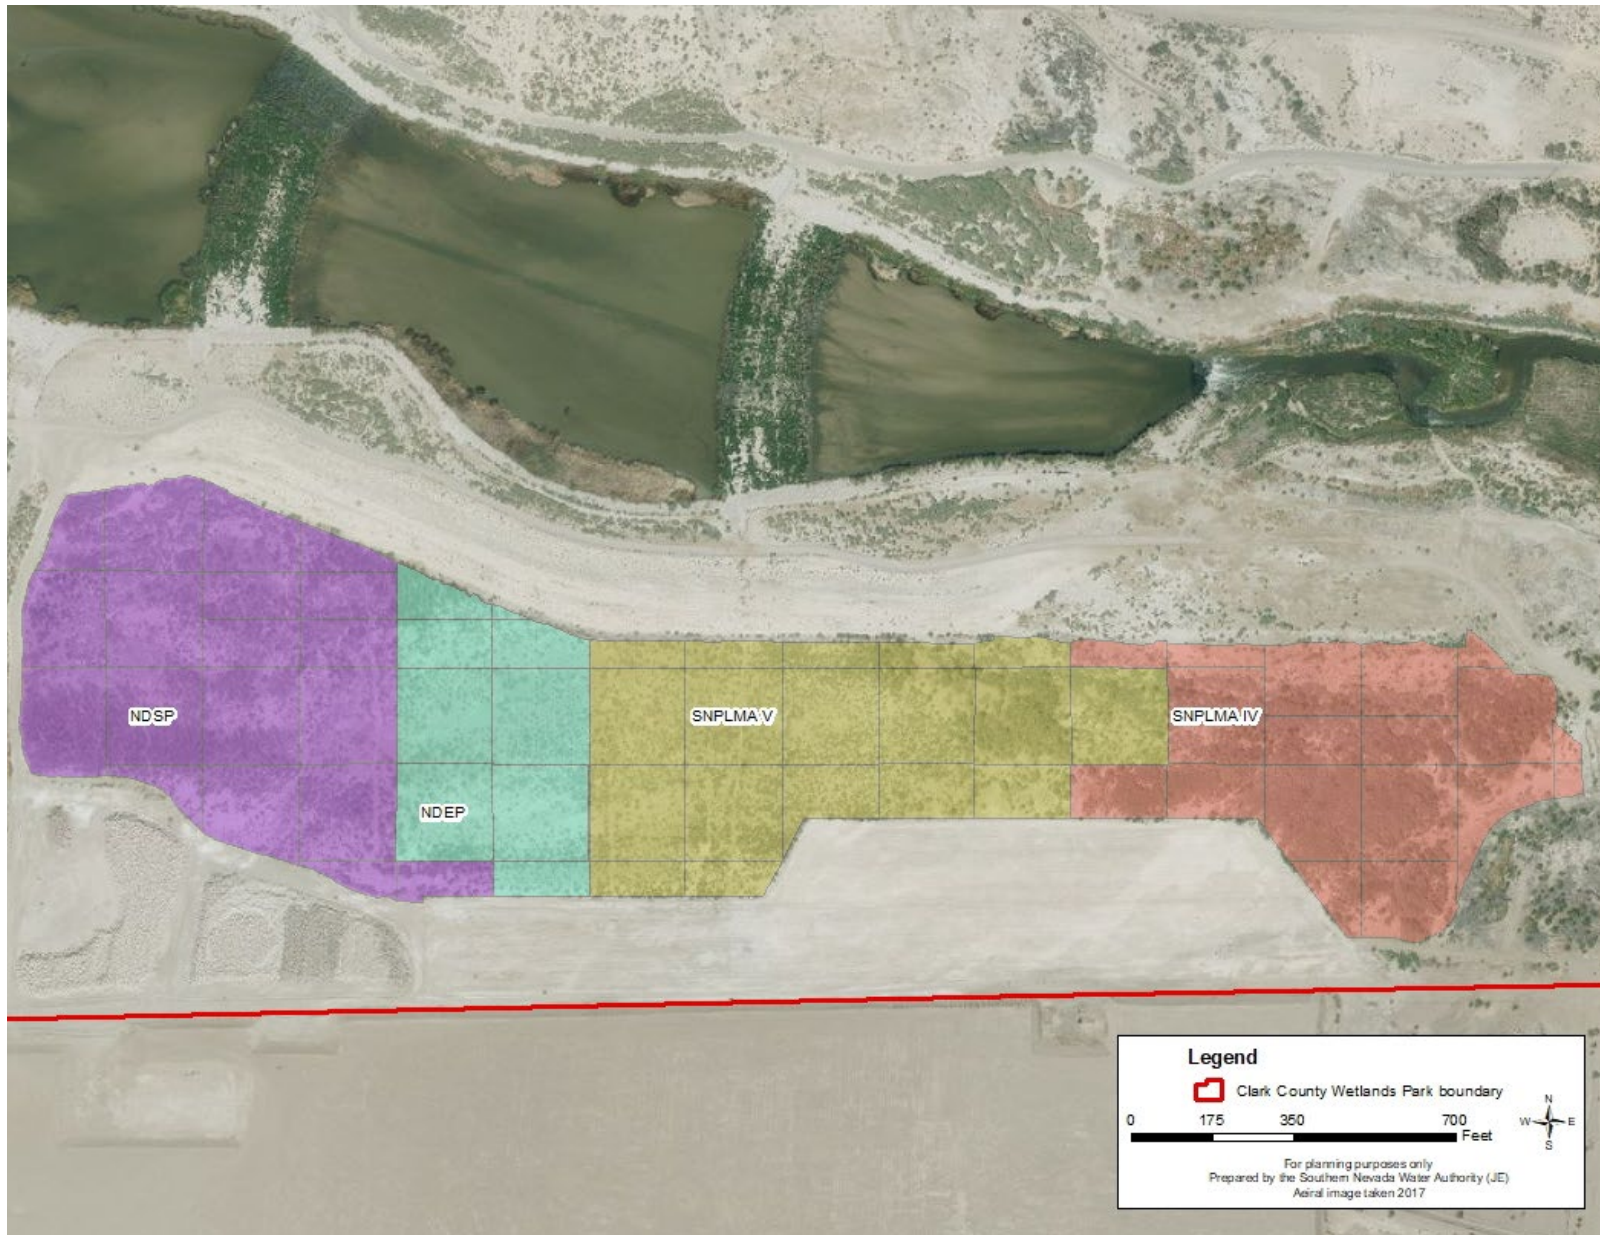 NDSP
SNPLMA V
SNPLMA IV
NDEP
Legend
Clark County Wetlands Park boundary
0 175 350 700
Feet
N
W E
S
For planning purposes only
Prepared by the Southern Nevada Water Authority (JE)
Aeiral image taken 2017